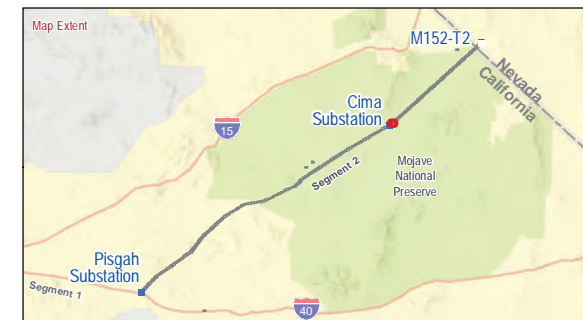 Map Extent
M152-T2
Nevada
California
Cima
Substation
15
Mojave
National
Preserve
Segment 2
Pisgah
Substation
Segment 1
40